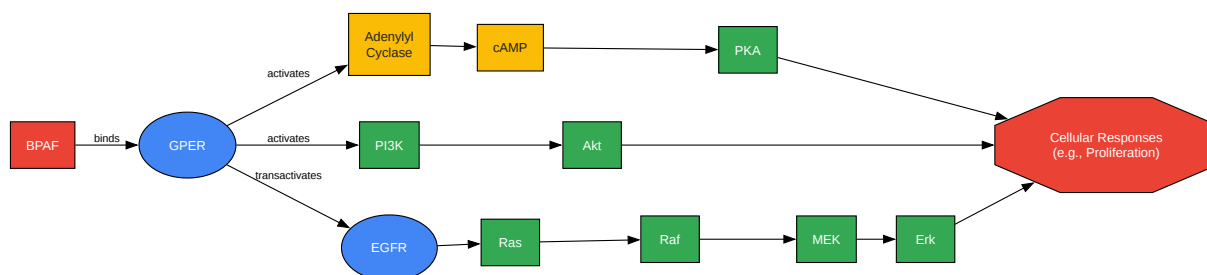 Adenylyl
Cyclase
cAMP
PKA
activates
BPAF
binds
GPER
activates
PI3K
Akt
Cellular Responses
(e.g., Proliferation)
transactivates
EGFR
Ras
Raf
MEK
Erk